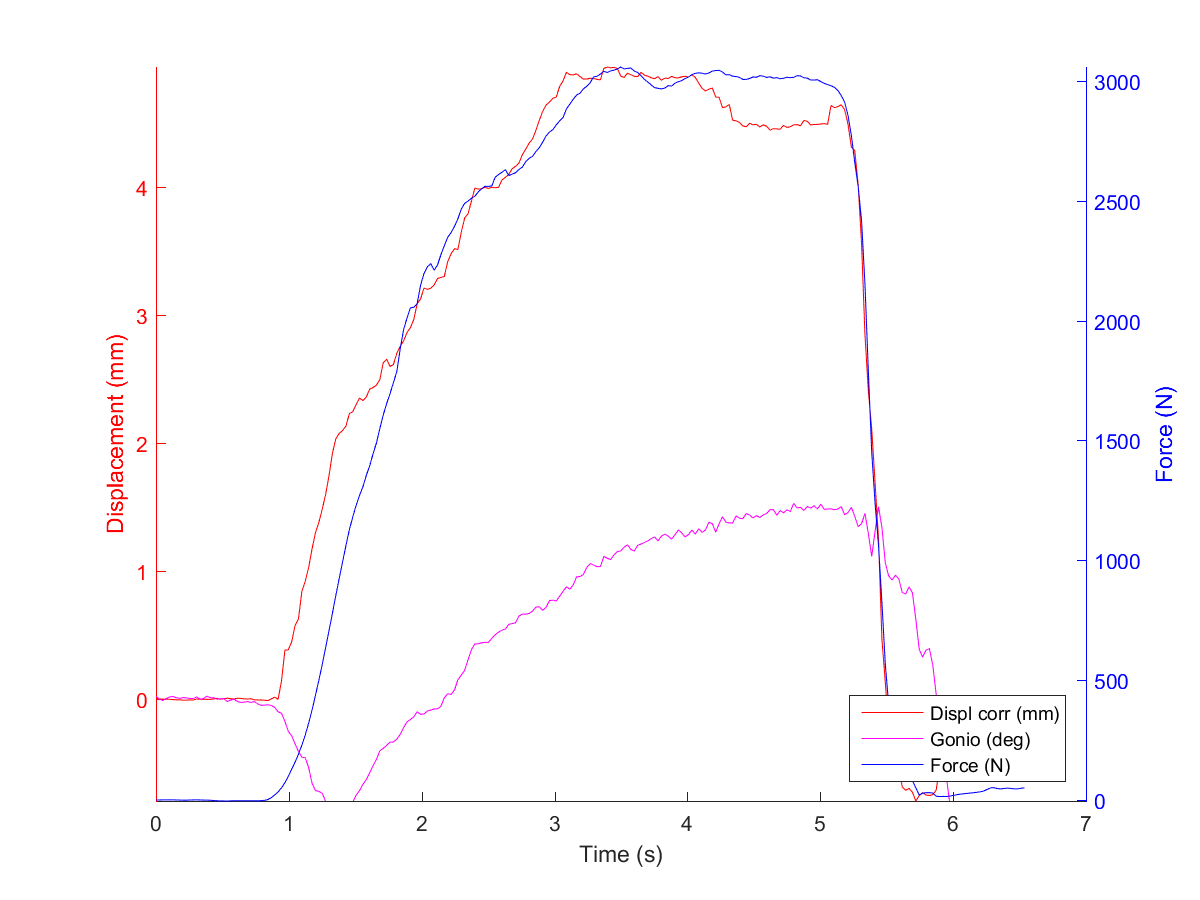 Displacement (mm)
4
3
2
1
0
3000
2500
2000
1500
1000
500
0
Force (N)
Displ corr (mm)
Gonio (deg)
Force (N)
0 1 2 3 4 5 6 7
Time (s)